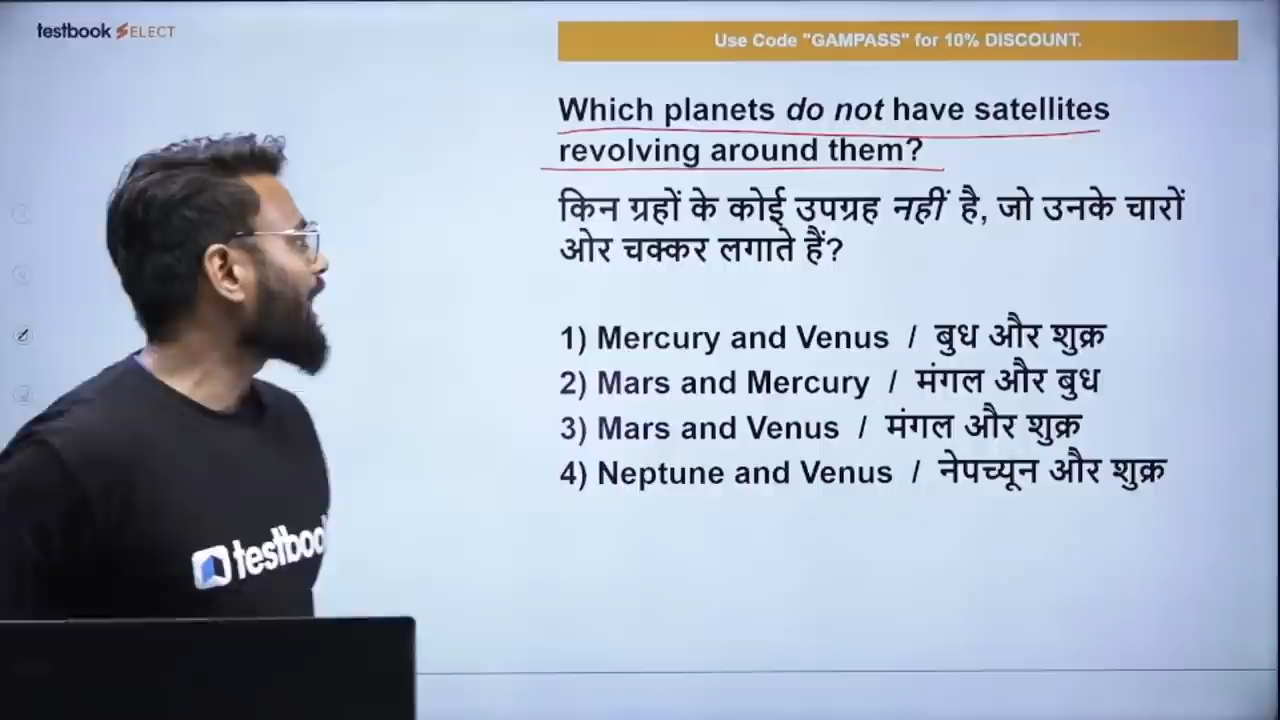 testbook SELECT
Use Code "GAMPASS" for 10% DISCOUNT.
Which planets do not have satellites
revolving around them?
किन ग्रहों के कोई उपग्रह नहीं है, जो उनके चारों
ओर चक्कर लगाते हैं?
1) Mercury and Venus / बुध और शुक्र
2) Mars and Mercury / मंगल और बुध
3) Mars and Venus / मंगल और शुक्र
4) Neptune and Venus / नेपच्यून और शुक्र
testbook